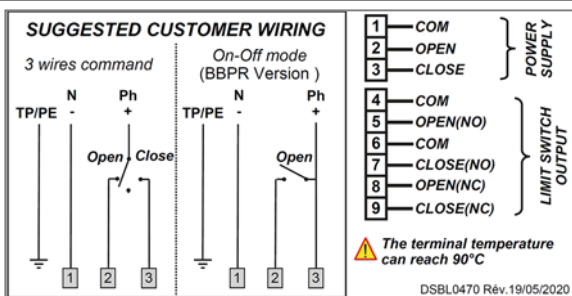 SUGGESTED CUSTOMER WIRING
3 wires command
N
Ph
TP/PE
-
+
Open
Close
1
2
3
On-Off mode
(BBPR Version )
N
Ph
TP/PE
-
+
Open
1
2
3
1 COM
2 OPEN
3 CLOSE
POWER
SUPPLY
4 COM
5 OPEN(NO)
6 COM
7 CLOSE(NO)
8 OPEN(NC)
9 CLOSE(NC)
LIMIT SWITCH
OUTPUT
The terminal temperature
can reach 90°C
DSBL0470 Rév.19/05/2020